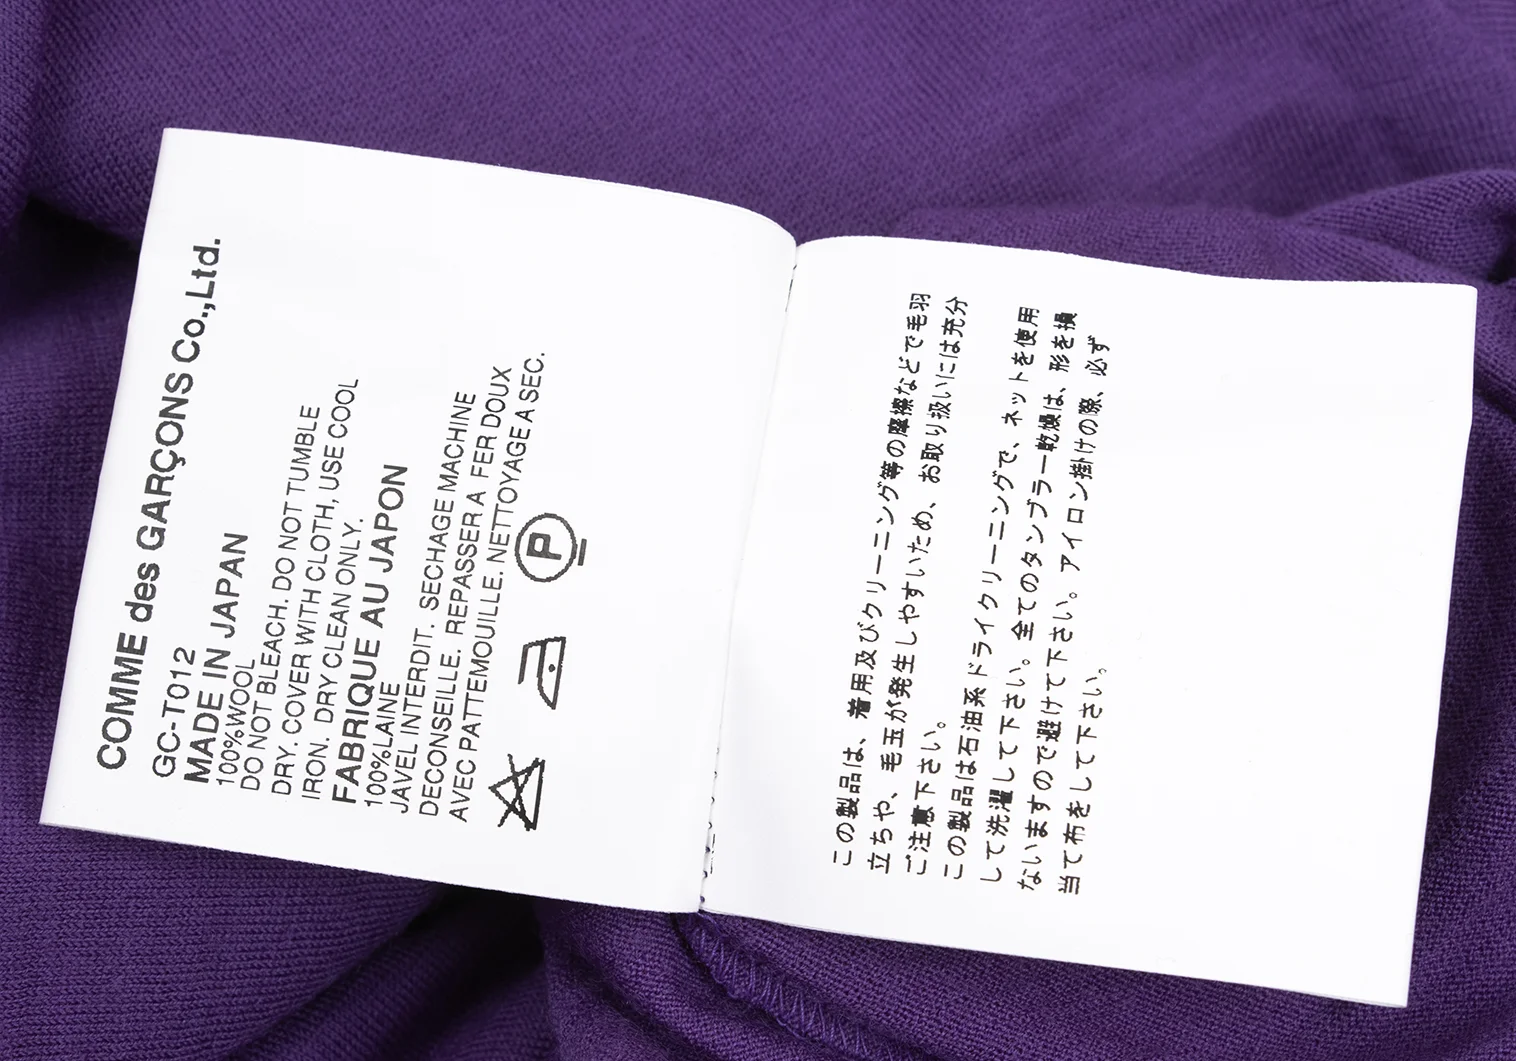 COMME des GARÇONS Co.,Ltd.
GC-T012
MADE IN JAPAN
100%WOOL
DO NOT BLEACH. DO NOT TUMBLE
DRY. COVER WITH CLOTH, USE COOL
IRON. DRY CLEAN ONLY.
FABRIQUE AU JAPON
100%LAINE
JAVEL INTERDIT. SECHAGE MACHINE
DECONSEILLE. REPASSER A FER DOUX
AVEC PATTEMOUILLE. NETTOYAGE A SEC.
P
この製品は、着用及びクリーニング等の摩擦などで毛羽
立ちや、毛玉が発生しやすいため、お取り扱いには充分
ご注意下さい。
この製品は石油系ドライクリーニングで、ネットを使用
して洗濯して下さい。全てのタンブラー乾燥は、形を損
ないますので避けて下さい。アイロン掛けの際、必ず
当て布をして下さい。